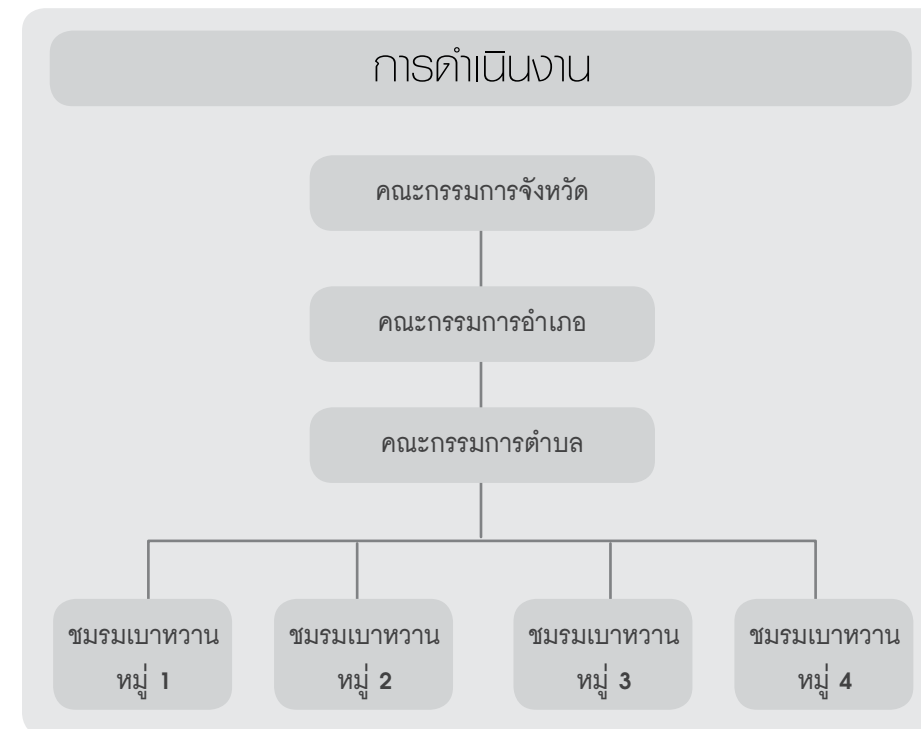 การดำเนินงาน
คณะกรรมการจังหวัด
คณะกรรมการอำเภอ
คณะกรรมการตำบล
ชมรมเบาหวาน
หมู่ 1
ชมรมเบาหวาน
หมู่ 2
ชมรมเบาหวาน
หมู่ 3
ชมรมเบาหวาน
หมู่ 4